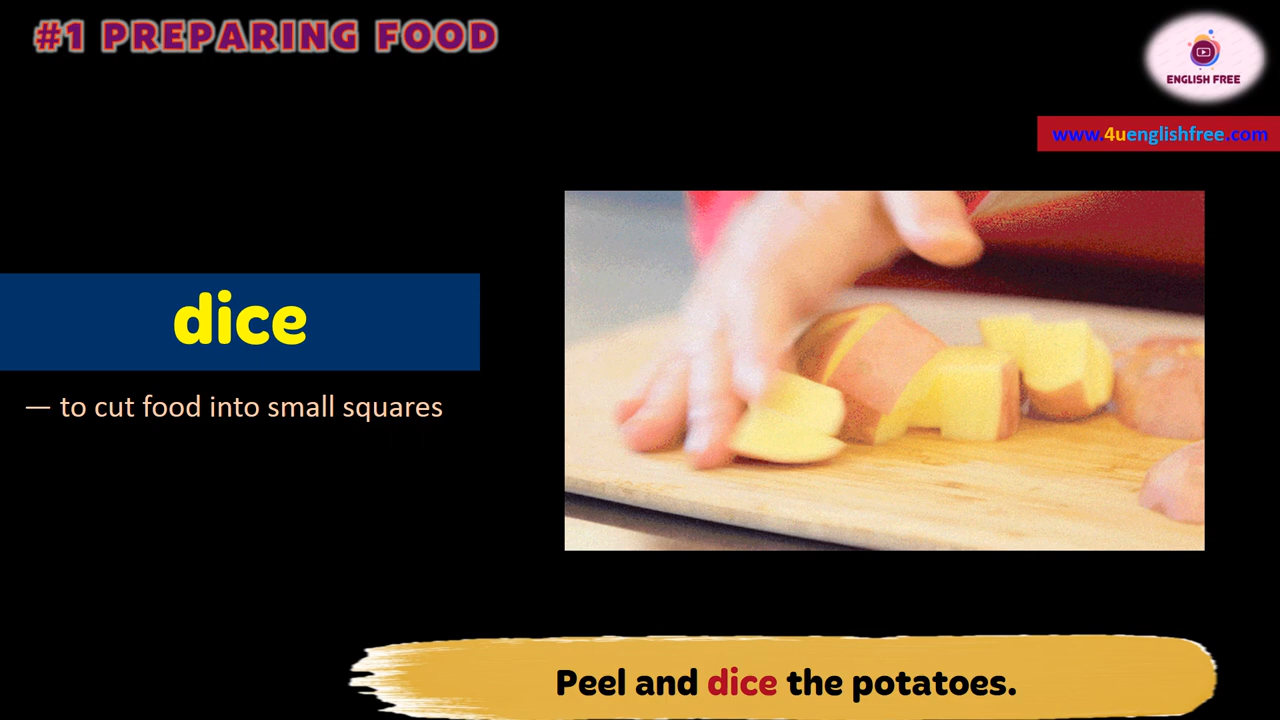 #1 PREPARING FOOD
ENGLISH FREE
www.4uenglishfree.com
dice
— to cut food into small squares
Peel and dice the potatoes.